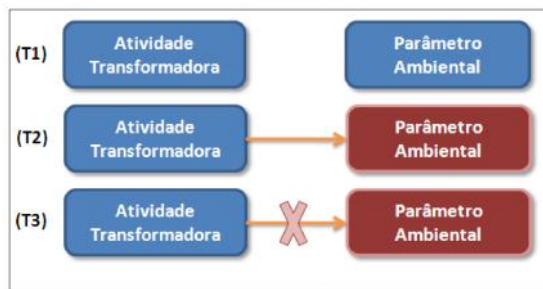 (T1)
Atividade
Transformadora
Parâmetro
Ambiental
(T2)
Atividade
Transformadora
Parâmetro
Ambiental
(T3)
Atividade
Transformadora
Parâmetro
Ambiental